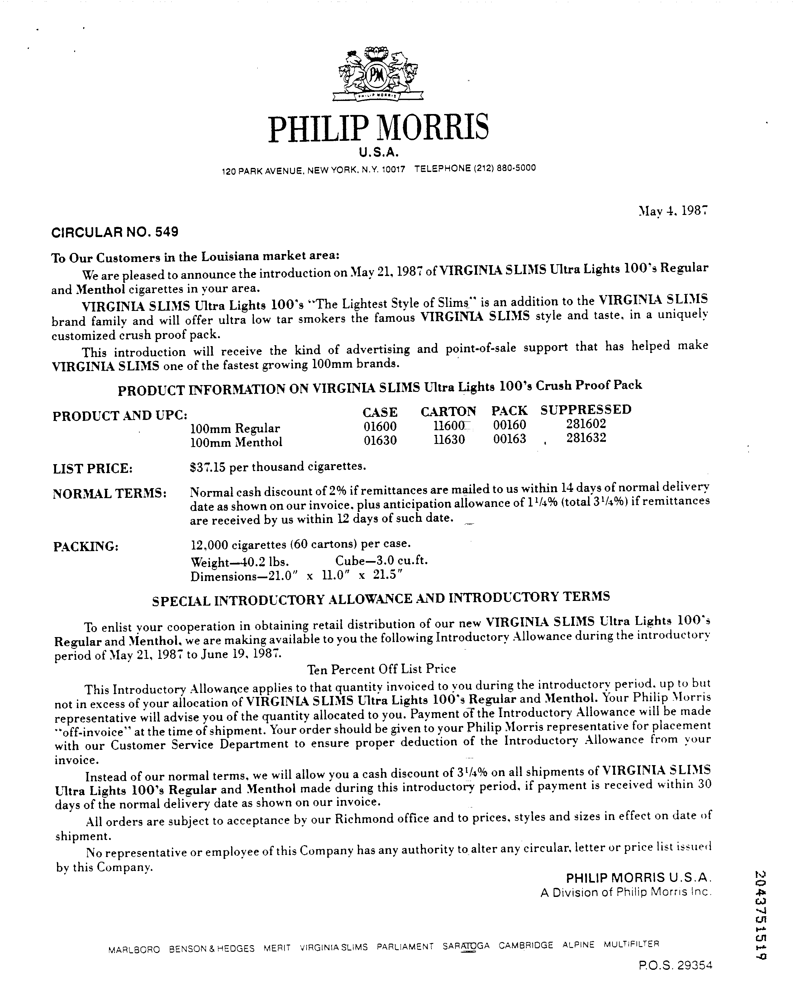 PM
PHILIP MORRIS
PHILIP MORRIS
U.S.A.
120 PARK AVENUE, NEW YORK, N.Y. 10017 TELEPHONE (212) 880-5000
May 4, 1987
CIRCULAR NO. 549
To Our Customers in the Louisiana market area:
We are pleased to announce the introduction on May 21, 1987 of VIRGINIA SLIMS Ultra Lights 100's Regular
and Menthol cigarettes in your area.
VIRGINIA SLIMS Ultra Lights 100's "The Lightest Style of Slims" is an addition to the VIRGINIA SLIMS
brand family and will offer ultra low tar smokers the famous VIRGINIA SLIMS style and taste, in a uniquely
customized crush proof pack.
This introduction will receive the kind of advertising and point-of-sale support that has helped make
VIRGINIA SLIMS one of the fastest growing 100mm brands.
PRODUCT INFORMATION ON VIRGINIA SLIMS Ultra Lights 100's Crush Proof Pack
PRODUCT AND UPC: CASE CARTON PACK SUPPRESSED
100mm Regular 01600 11600 00160 281602
100mm Menthol 01630 11630 00163 281632
LIST PRICE: $37.15 per thousand cigarettes.
NORMAL TERMS: Normal cash discount of 2% if remittances are mailed to us within 14 days of normal delivery
date as shown on our invoice, plus anticipation allowance of 1 1/4% (total 3 1/4%) if remittances
are received by us within 12 days of such date.
PACKING: 12,000 cigarettes (60 cartons) per case.
Weight—40.2 lbs. Cube—3.0 cu.ft.
Dimensions—21.0" x 11.0" x 21.5"
SPECIAL INTRODUCTORY ALLOWANCE AND INTRODUCTORY TERMS
To enlist your cooperation in obtaining retail distribution of our new VIRGINIA SLIMS Ultra Lights 100's
Regular and Menthol, we are making available to you the following Introductory Allowance during the introductory
period of May 21, 1987 to June 19, 1987.
Ten Percent Off List Price
This Introductory Allowance applies to that quantity invoiced to you during the introductory period, up to but
not in excess of your allocation of VIRGINIA SLIMS Ultra Lights 100's Regular and Menthol. Your Philip Morris
representative will advise you of the quantity allocated to you. Payment of the Introductory Allowance will be made
"off-invoice" at the time of shipment. Your order should be given to your Philip Morris representative for placement
with our Customer Service Department to ensure proper deduction of the Introductory Allowance from your
invoice.
Instead of our normal terms, we will allow you a cash discount of 3 1/4% on all shipments of VIRGINIA SLIMS
Ultra Lights 100's Regular and Menthol made during this introductory period, if payment is received within 30
days of the normal delivery date as shown on our invoice.
All orders are subject to acceptance by our Richmond office and to prices, styles and sizes in effect on date of
shipment.
No representative or employee of this Company has any authority to alter any circular, letter or price list issued
by this Company.
PHILIP MORRIS U.S.A.
A Division of Philip Morris Inc.
2043751519
MARLBORO BENSON & HEDGES MERIT VIRGINIA SLIMS PARLIAMENT SARATOGA CAMBRIDGE ALPINE MULTIFILTER
P.O.S. 29354